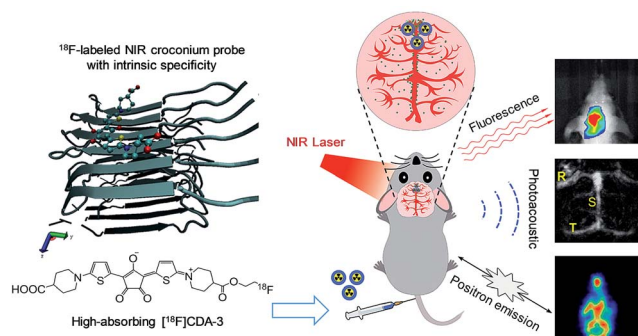 ¹⁸F-labeled NIR croconium probe
with intrinsic specificity
z
y
HOOC
N
S
O⁻
O
O
S
N⁺
O
O
¹⁸F
High-absorbing [¹⁸F]CDA-3
NIR Laser
Fluorescence
Photoacoustic
Positron emission
R
S
T